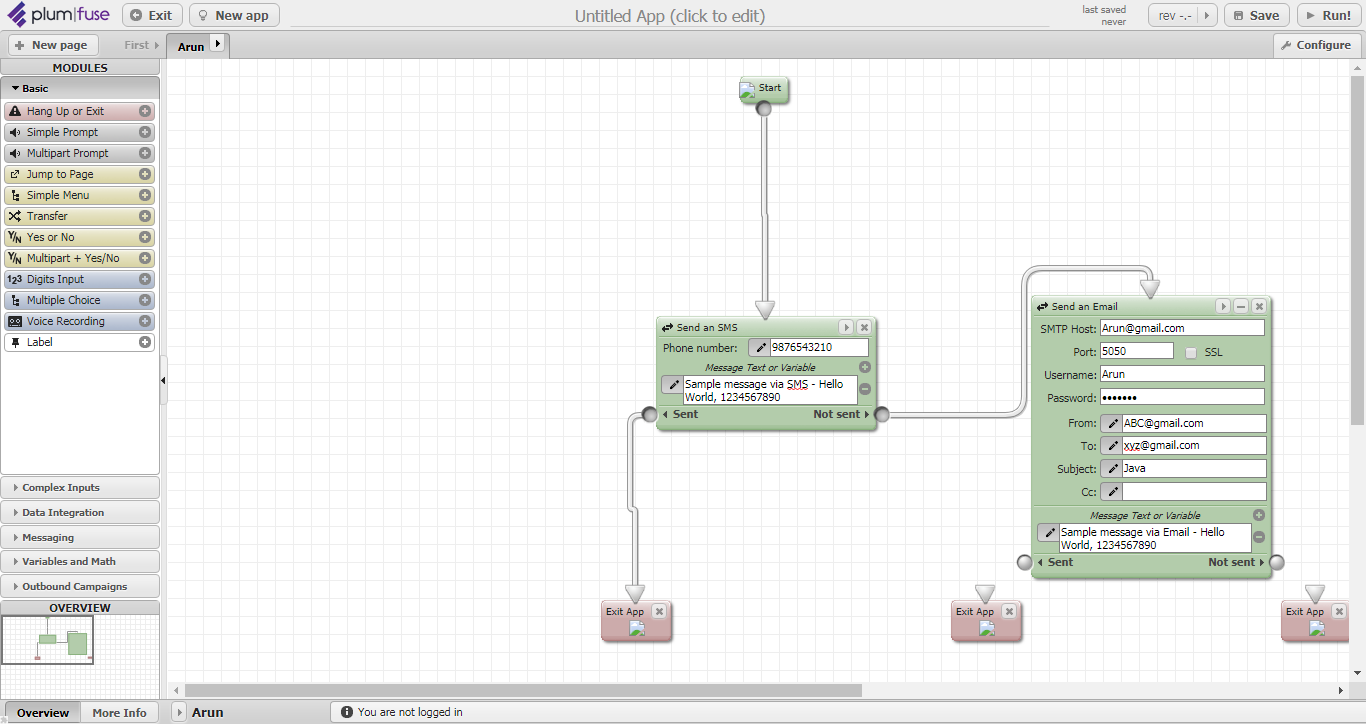 plum|fuse
Exit
New app
Untitled App (click to edit)
last saved
never
rev -.-
Save
Run!
New page
First
Arun
Configure
MODULES
Basic
Hang Up or Exit
Simple Prompt
Multipart Prompt
Jump to Page
Simple Menu
Transfer
Y/N Yes or No
Y/N Multipart + Yes/No
123 Digits Input
Multiple Choice
Voice Recording
Label
Complex Inputs
Data Integration
Messaging
Variables and Math
Outbound Campaigns
OVERVIEW
Overview
More Info
Start
Send an SMS
Phone number: 9876543210
Message Text or Variable
Sample message via SMS - Hello
World, 1234567890
Sent
Not sent
Send an Email
SMTP Host: Arun@gmail.com
Port: 5050
SSL
Username: Arun
Password: •••••••
From: ABC@gmail.com
To: xyz@gmail.com
Subject: Java
Cc:
Message Text or Variable
Sample message via Email - Hello
World, 1234567890
Sent
Not sent
Exit App
Exit App
Exit App
Arun
You are not logged in